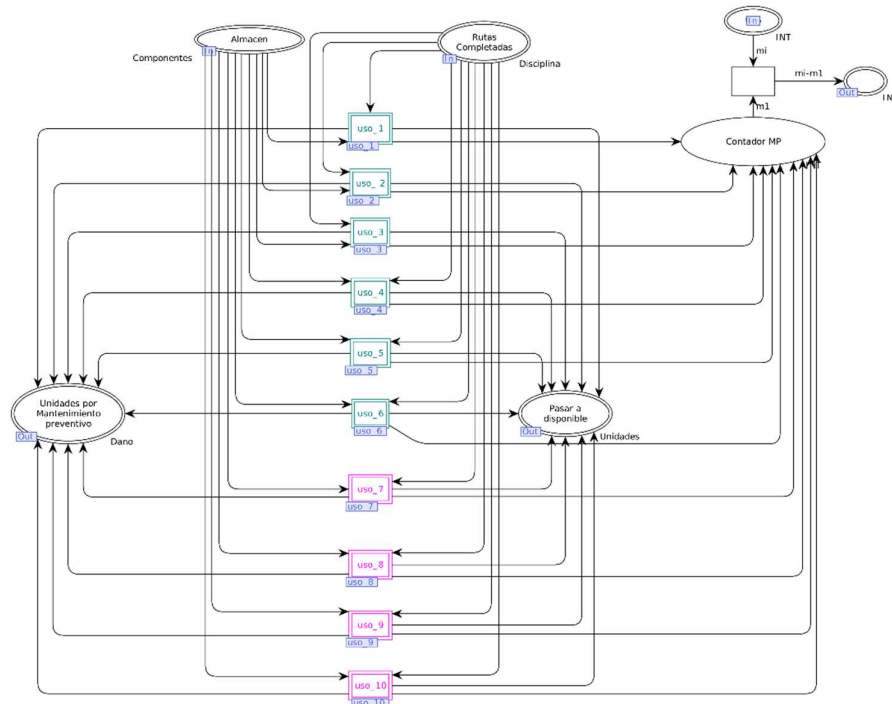 Almacen
In
Componentes
Rutas
Completadas
In
Disciplina
In
INT
mi
mi-m1
Out
IN
m1
Contador MP
uso_1
uso_1
uso_ 2
uso_2
uso_3
uso_3
uso_4
uso_4
uso_5
uso_5
uso_6
uso_6
uso_7
uso_7
uso_8
uso_8
uso_9
uso_9
uso_10
uso_10
Unidades por
Mantenimiento
preventivo
Out
Dano
Pasar a
disponible
Out
Unidades